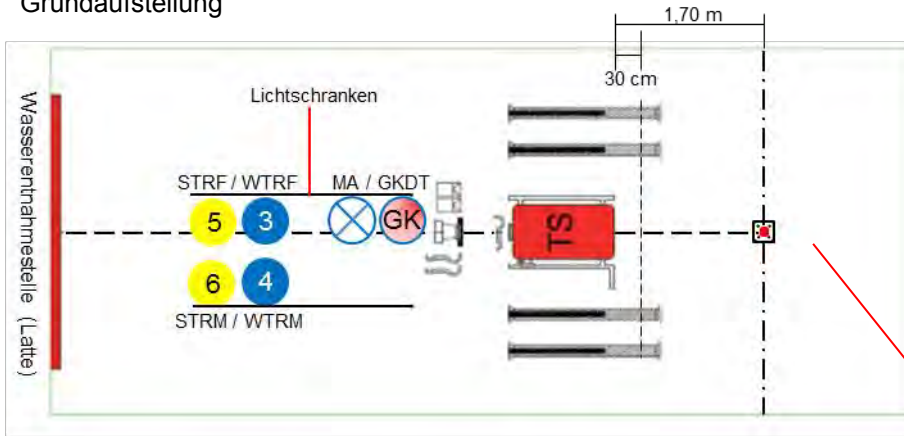 Grundaufstellung
1,70 m
30 cm
Lichtschranken
Wasserentnahmestelle (Latte)
STRF / WTRF
MA / GKDT
5
3
GK
TS
6
4
STRM / WTRM